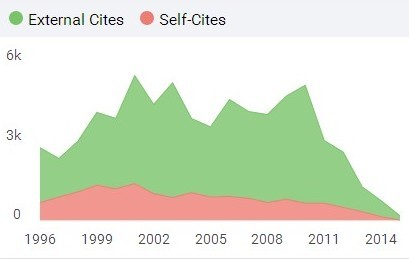 External Cites Self-Cites
6k
3k
0
1996 1999 2002 2005 2008 2011 2014